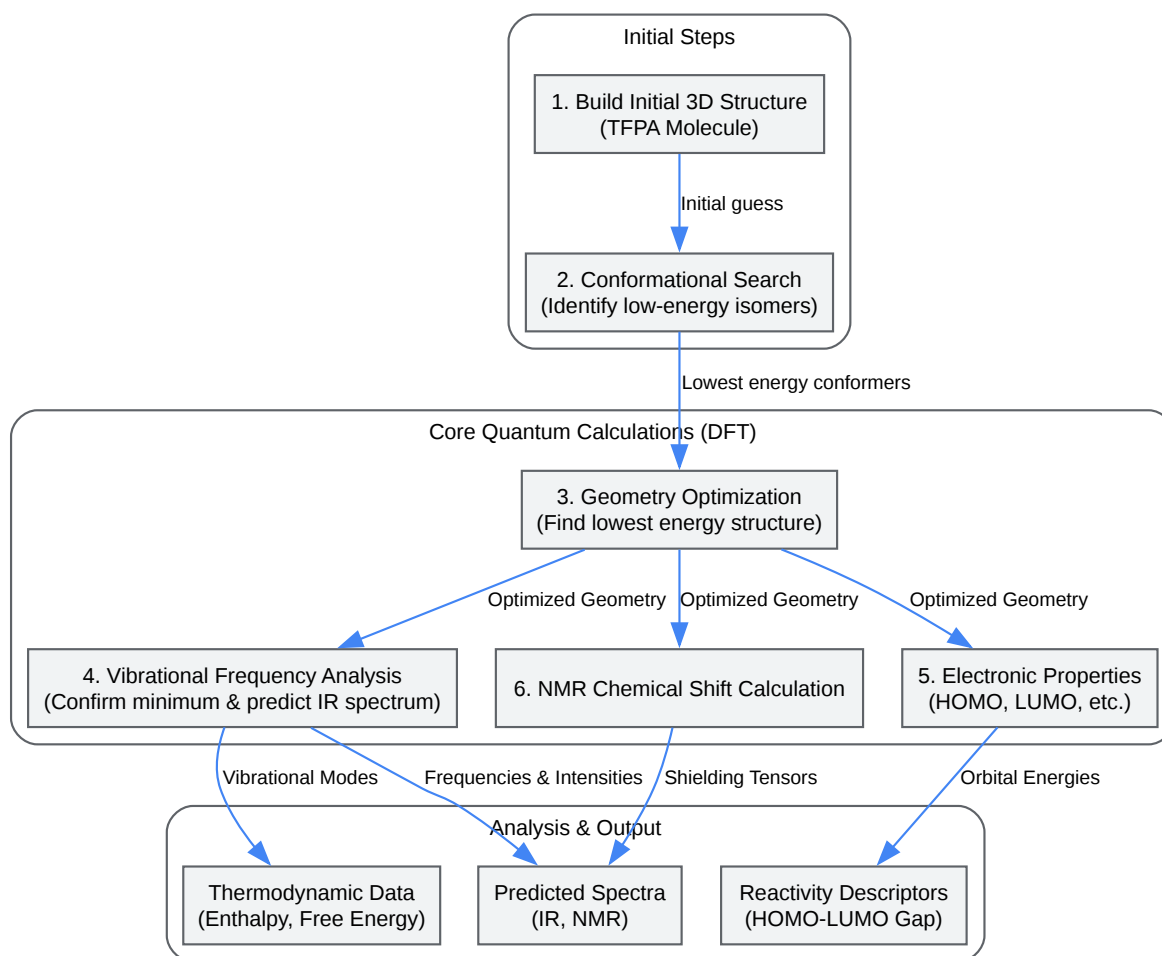 Initial Steps
1. Build Initial 3D Structure
(TFPA Molecule)
Initial guess
2. Conformational Search
(Identify low-energy isomers)
Lowest energy conformers
Core Quantum Calculations (DFT)
3. Geometry Optimization
(Find lowest energy structure)
Optimized Geometry
Optimized Geometry
Optimized Geometry
4. Vibrational Frequency Analysis
(Confirm minimum & predict IR spectrum)
6. NMR Chemical Shift Calculation
5. Electronic Properties
(HOMO, LUMO, etc.)
Vibrational Modes
Frequencies & Intensities
Shielding Tensors
Orbital Energies
Analysis & Output
Thermodynamic Data
(Enthalpy, Free Energy)
Predicted Spectra
(IR, NMR)
Reactivity Descriptors
(HOMO-LUMO Gap)